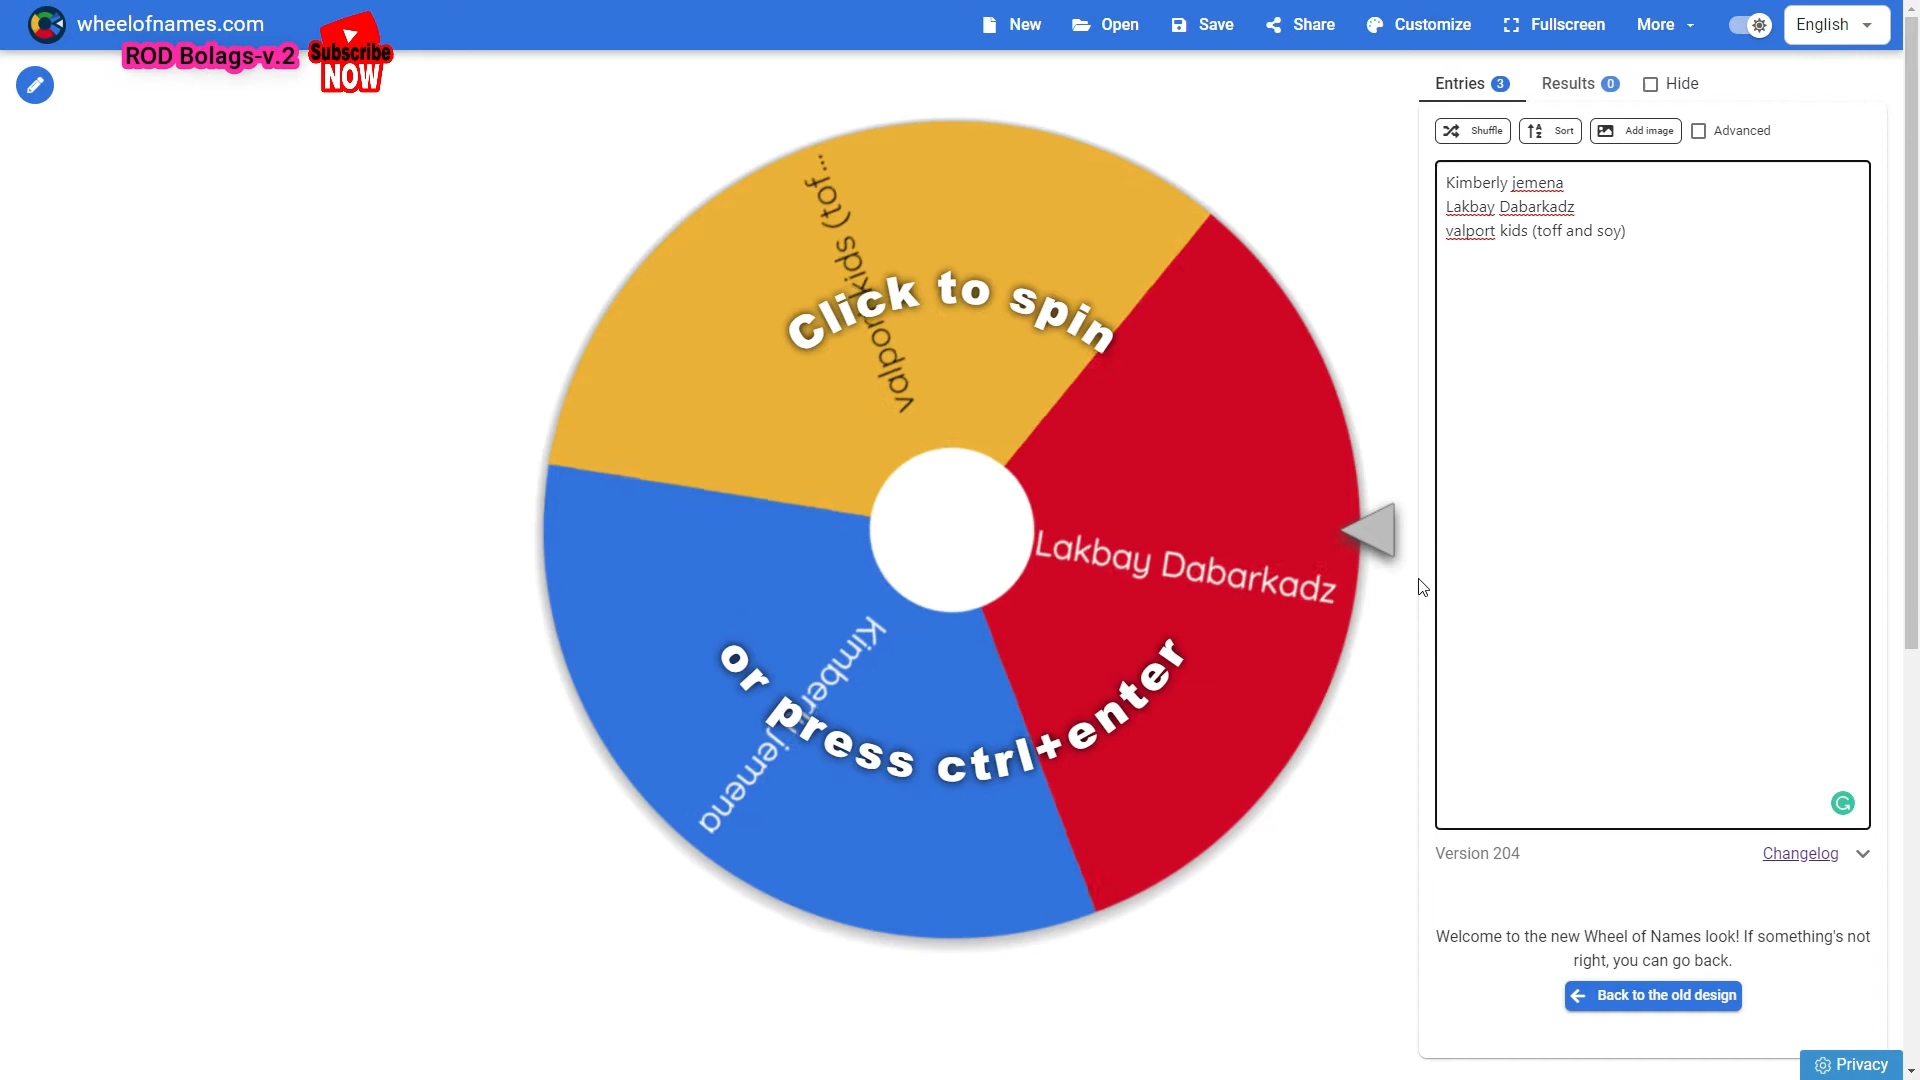 wheelofnames.com
New
Open
Save
Share
Customize
Fullscreen
More
English
ROD Bolags-v.2
Subscribe
NOW
Entries 3
Results 0
Hide
Shuffle
Sort
Add image
Advanced
Kimberly jemena
Lakbay Dabarkadz
valport kids (toff and soy)
valport kids (tof...
Click to spin
Lakbay Dabarkadz
Kimberly jemena
or press ctrl+enter
Version 204
Changelog
Welcome to the new Wheel of Names look! If something's not
right, you can go back.
Back to the old design
Privacy